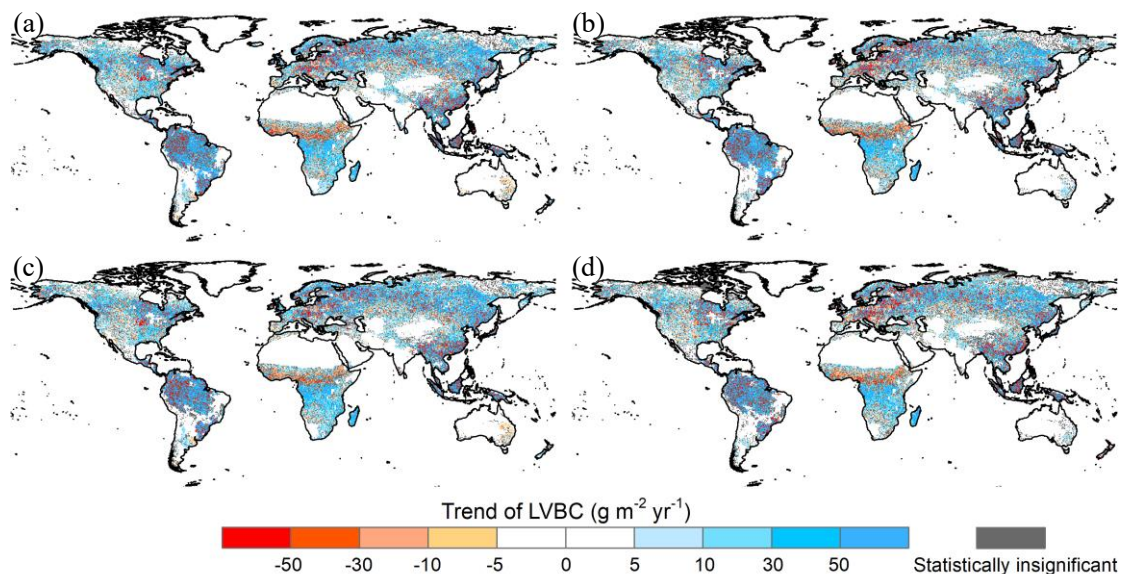 (a) (b)
(c) (d)
Trend of LVBC (g m⁻² yr⁻¹)
-50 -30 -10 -5 0 5 10 30 50 Statistically insignificant